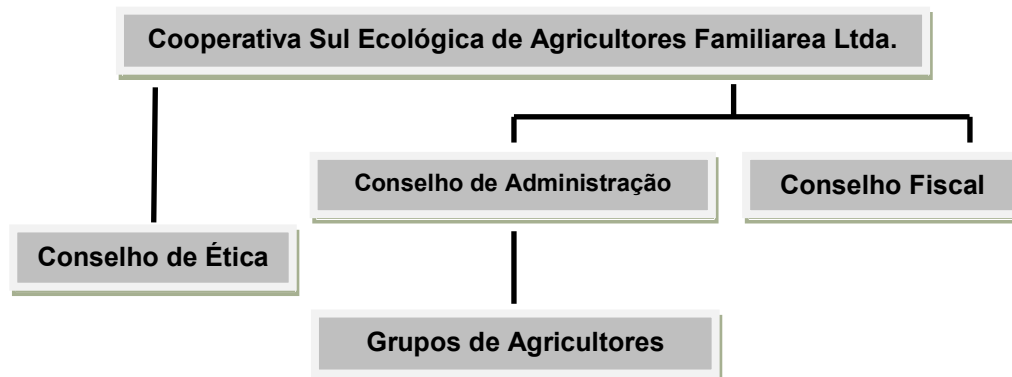 Cooperativa Sul Ecológica de Agricultores Familiarea Ltda.
Conselho de Administração
Conselho Fiscal
Conselho de Ética
Grupos de Agricultores